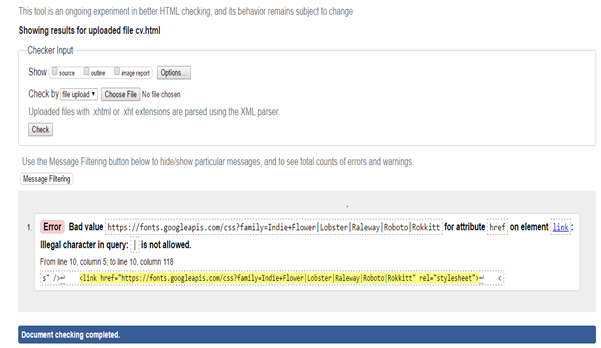 This tool is an ongoing experiment in better HTML checking, and its behavior remains subject to change
Showing results for uploaded file cv.html
Checker Input
Show source outline image report Options...
Check by file upload Choose File No file chosen
Uploaded files with .xhtml or .xht extensions are parsed using the XML parser.
Check
Use the Message Filtering button below to hide/show particular messages, and to see total counts of errors and warnings.
Message Filtering
1. Error Bad value https://fonts.googleapis.com/css?family=Indie+Flower|Lobster|Raleway|Roboto|Rokkitt for attribute href on element link:
Illegal character in query: | is not allowed.
From line 10, column 5; to line 10, column 118
s" />↩ <link href="https://fonts.googleapis.com/css?family=Indie+Flower|Lobster|Raleway|Roboto|Rokkitt" rel="stylesheet">↩ <
Document checking completed.